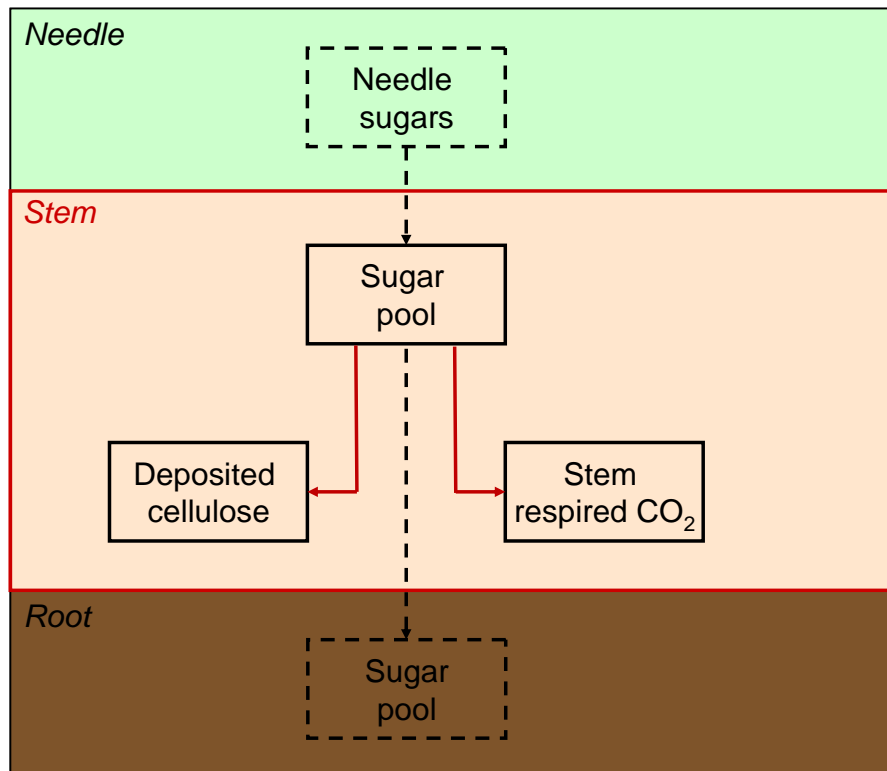 Needle
Needle
sugars
Stem
Sugar
pool
Deposited
cellulose
Stem
respired CO₂
Root
Sugar
pool